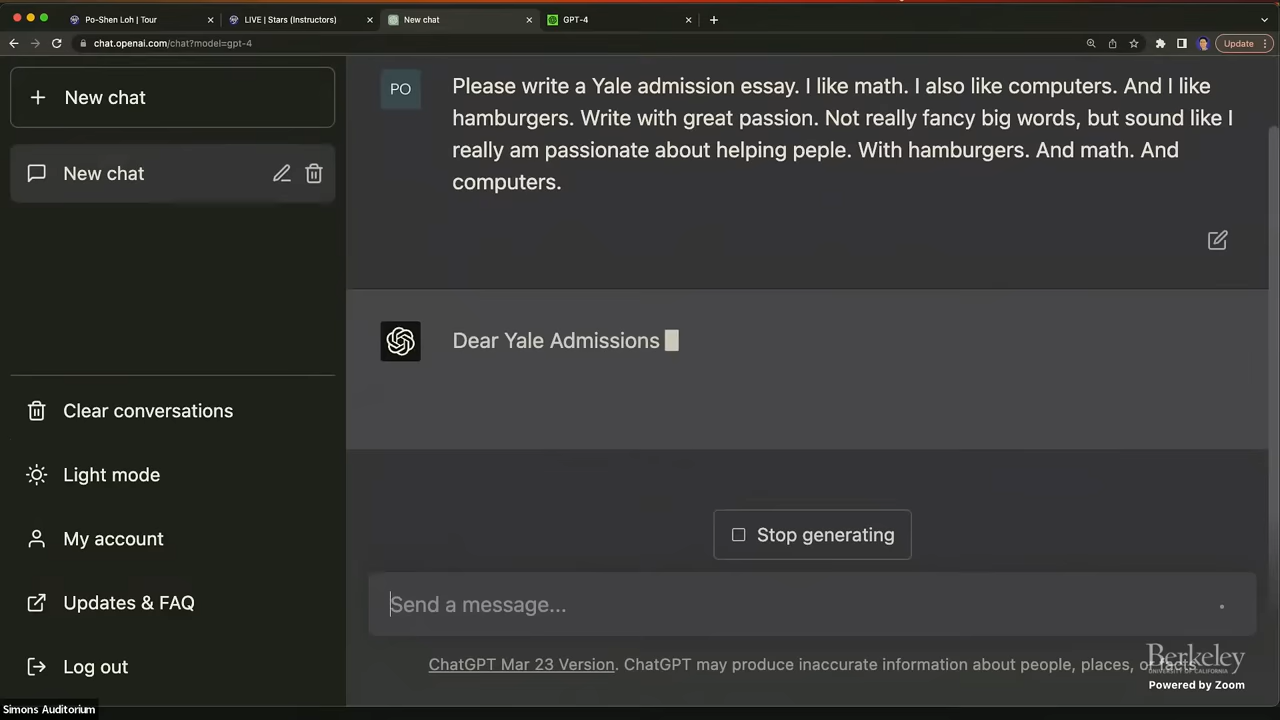 Po-Shen Loh | Tour
LIVE | Stars (Instructors)
New chat
GPT-4
chat.openai.com/chat?model=gpt-4
Update
New chat
New chat
Clear conversations
Light mode
My account
Updates & FAQ
Log out
PO
Please write a Yale admission essay. I like math. I also like computers. And I like
hamburgers. Write with great passion. Not really fancy big words, but sound like I
really am passionate about helping peple. With hamburgers. And math. And
computers.
Dear Yale Admissions
Stop generating
Send a message...
ChatGPT Mar 23 Version. ChatGPT may produce inaccurate information about people, places, or facts
Berkeley
UNIVERSITY OF CALIFORNIA
Powered by Zoom
Simons Auditorium